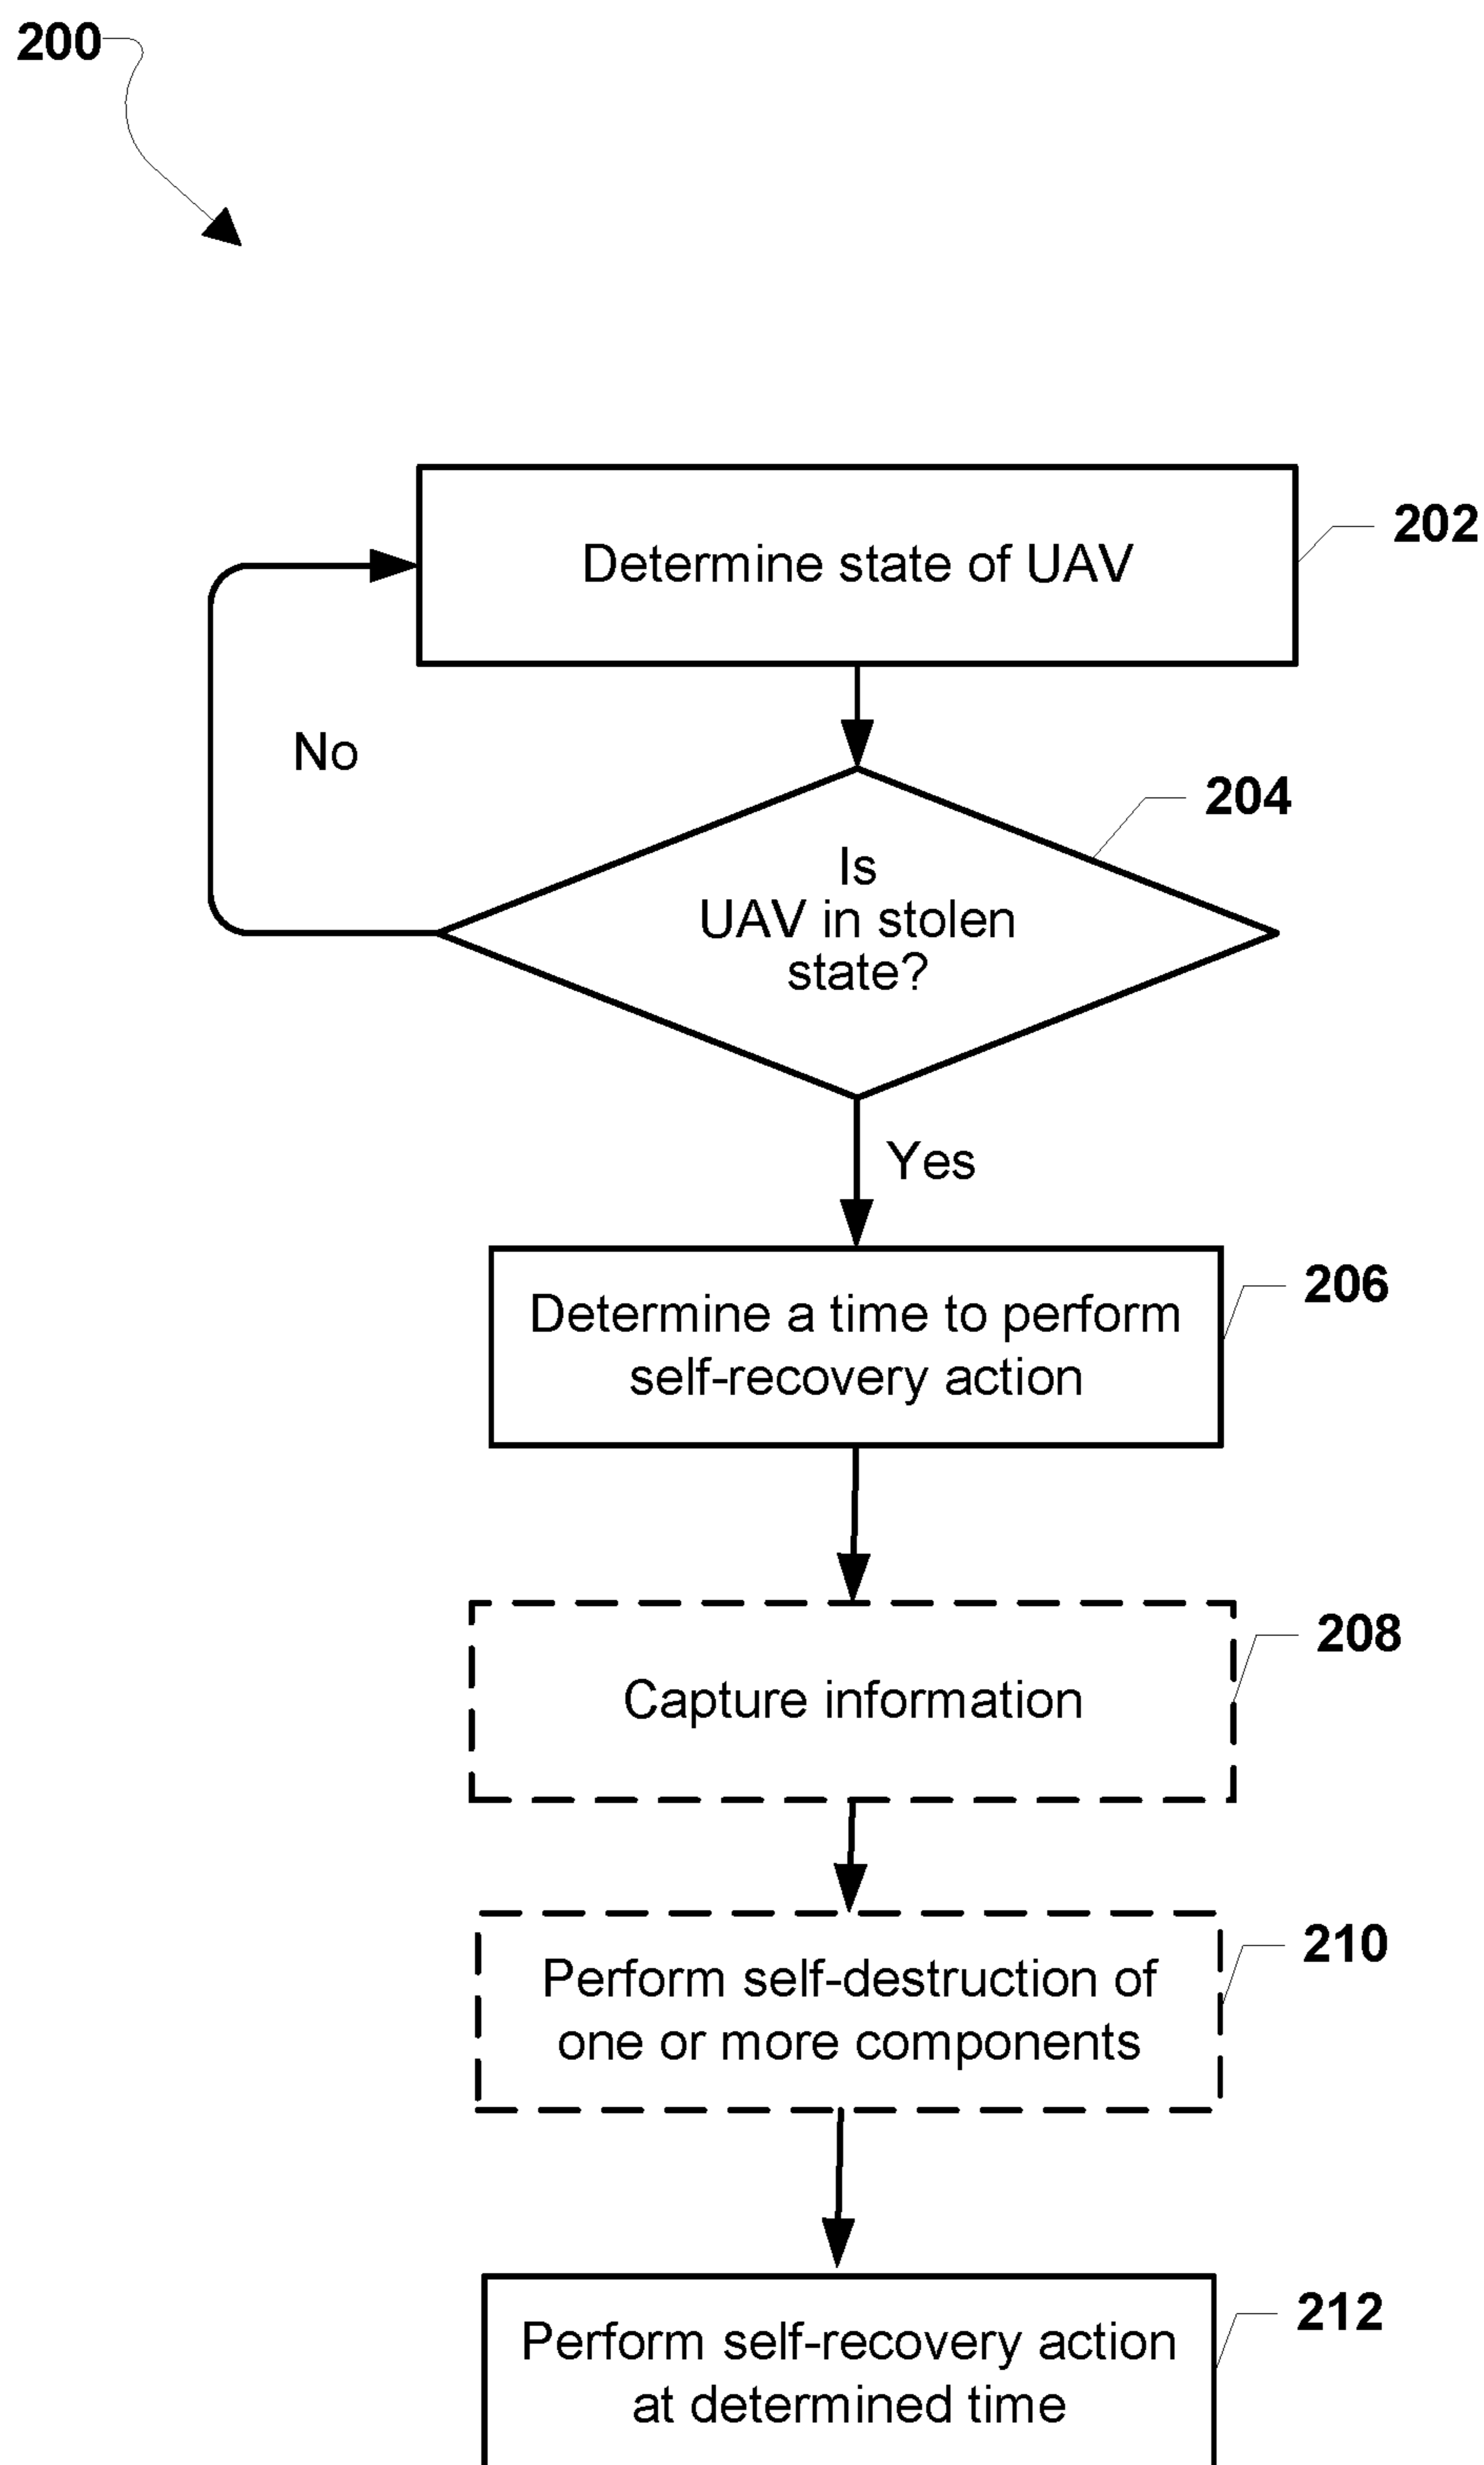 200
Determine state of UAV
202
No
204
Is
UAV in stolen
state?
Yes
206
Determine a time to perform
self-recovery action
208
Capture information
210
Perform self-destruction of
one or more components
212
Perform self-recovery action
at determined time